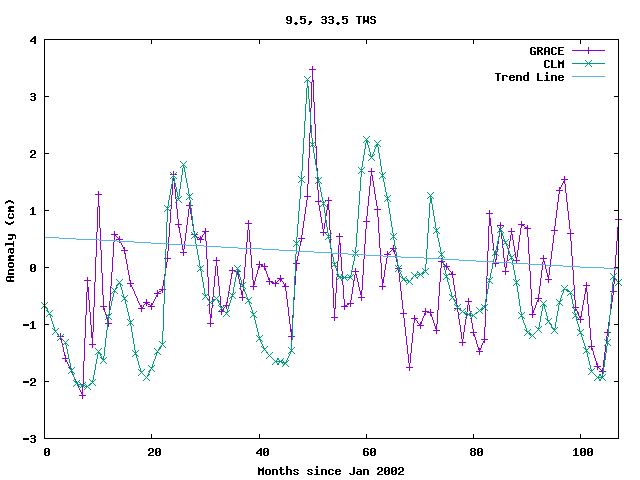 9.5, 33.5 TWS
GRACE
CLM
Trend Line
4
3
2
1
0
-1
-2
-3
Anomaly (cm)
0 20 40 60 80 100
Months since Jan 2002